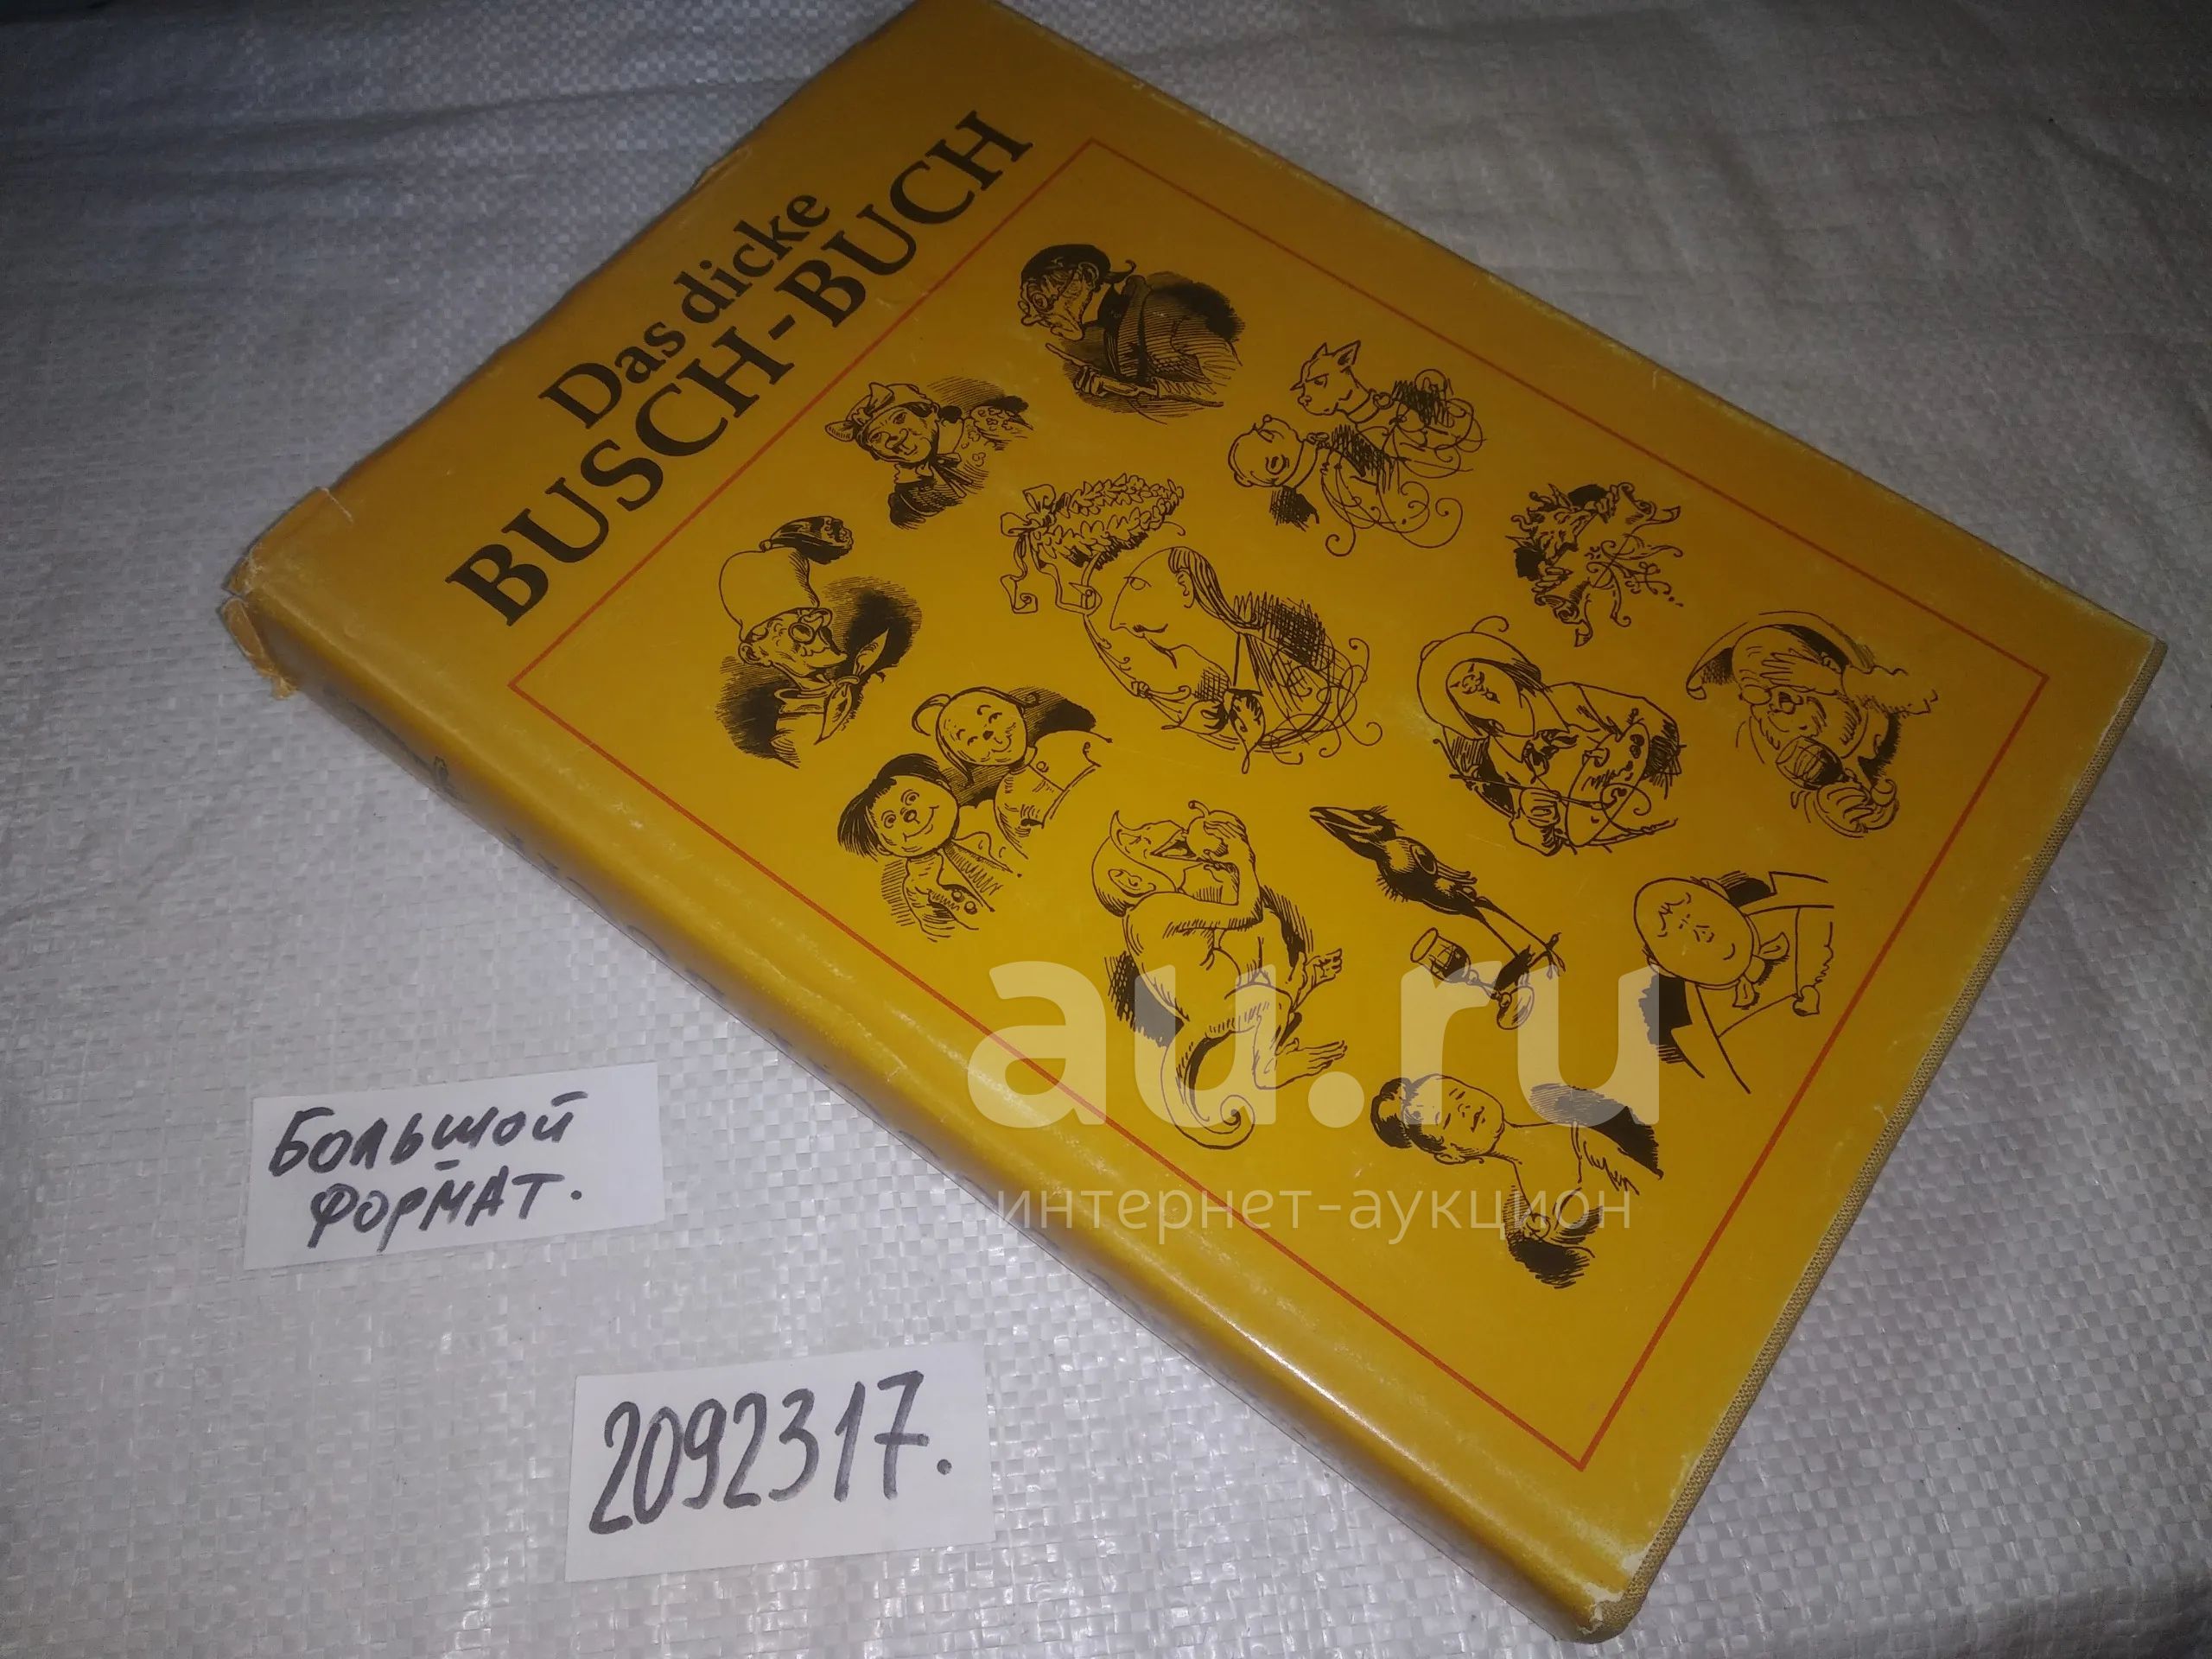 Das dicke
BUSCH-BUCH
au.ru
интернет-аукцион
БОЛЬШОЙ
ФОРМАТ.
2092317.